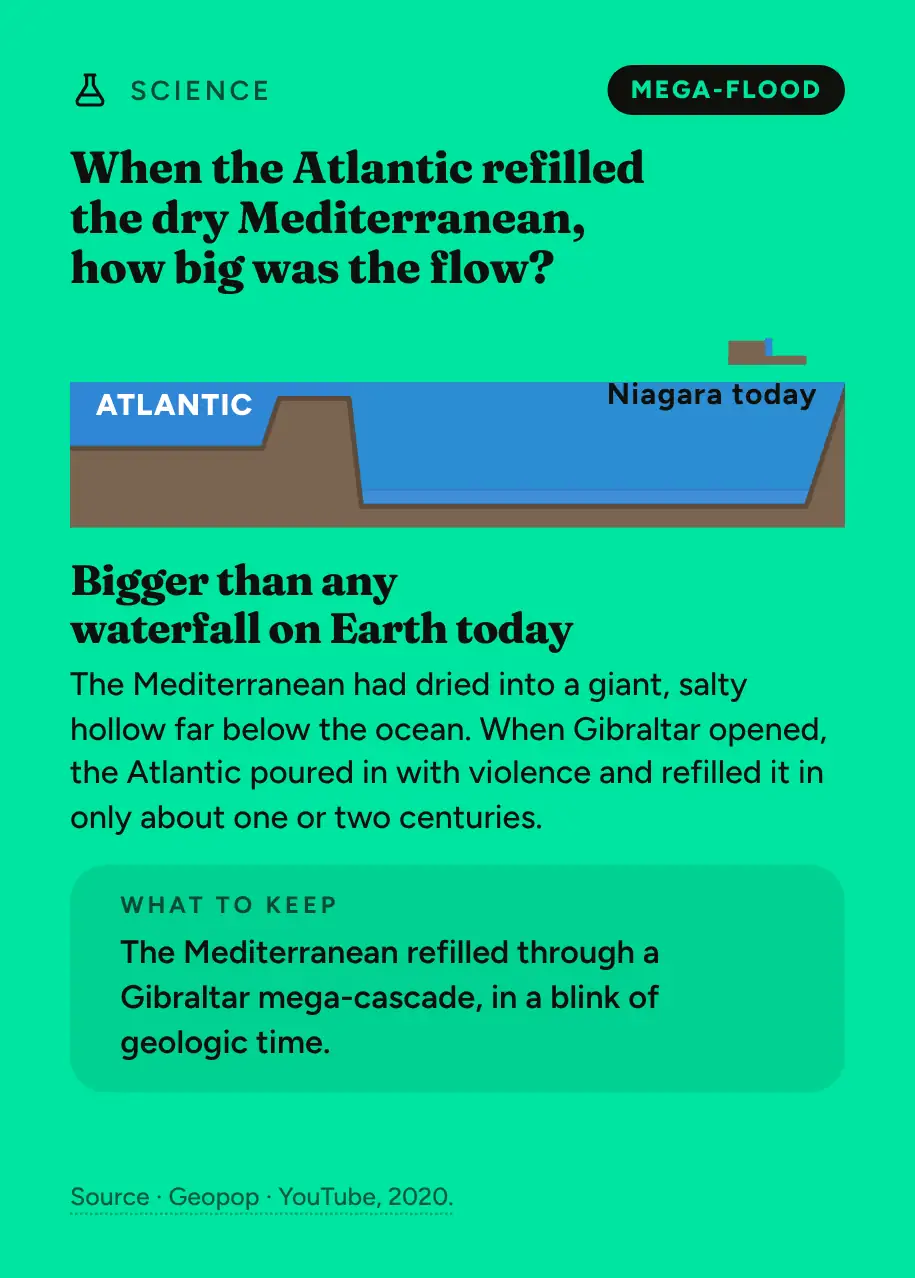 SCIENCE
MEGA-FLOOD
When the Atlantic refilled
the dry Mediterranean,
how big was the flow?
ATLANTIC
Niagara today
Bigger than any
waterfall on Earth today
The Mediterranean had dried into a giant, salty
hollow far below the ocean. When Gibraltar opened,
the Atlantic poured in with violence and refilled it in
only about one or two centuries.
WHAT TO KEEP
The Mediterranean refilled through a
Gibraltar mega-cascade, in a blink of
geologic time.
Source · Geopop · YouTube, 2020.